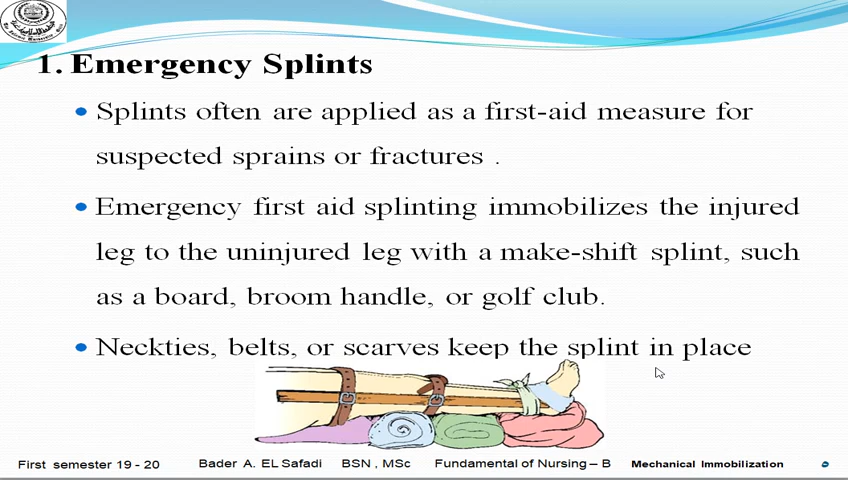 1. Emergency Splints
• Splints often are applied as a first-aid measure for
suspected sprains or fractures .
• Emergency first aid splinting immobilizes the injured
leg to the uninjured leg with a make-shift splint, such
as a board, broom handle, or golf club.
• Neckties, belts, or scarves keep the splint in place
First semester 19 - 20 Bader A. EL Safadi BSN , MSc Fundamental of Nursing – B Mechanical Immobilization